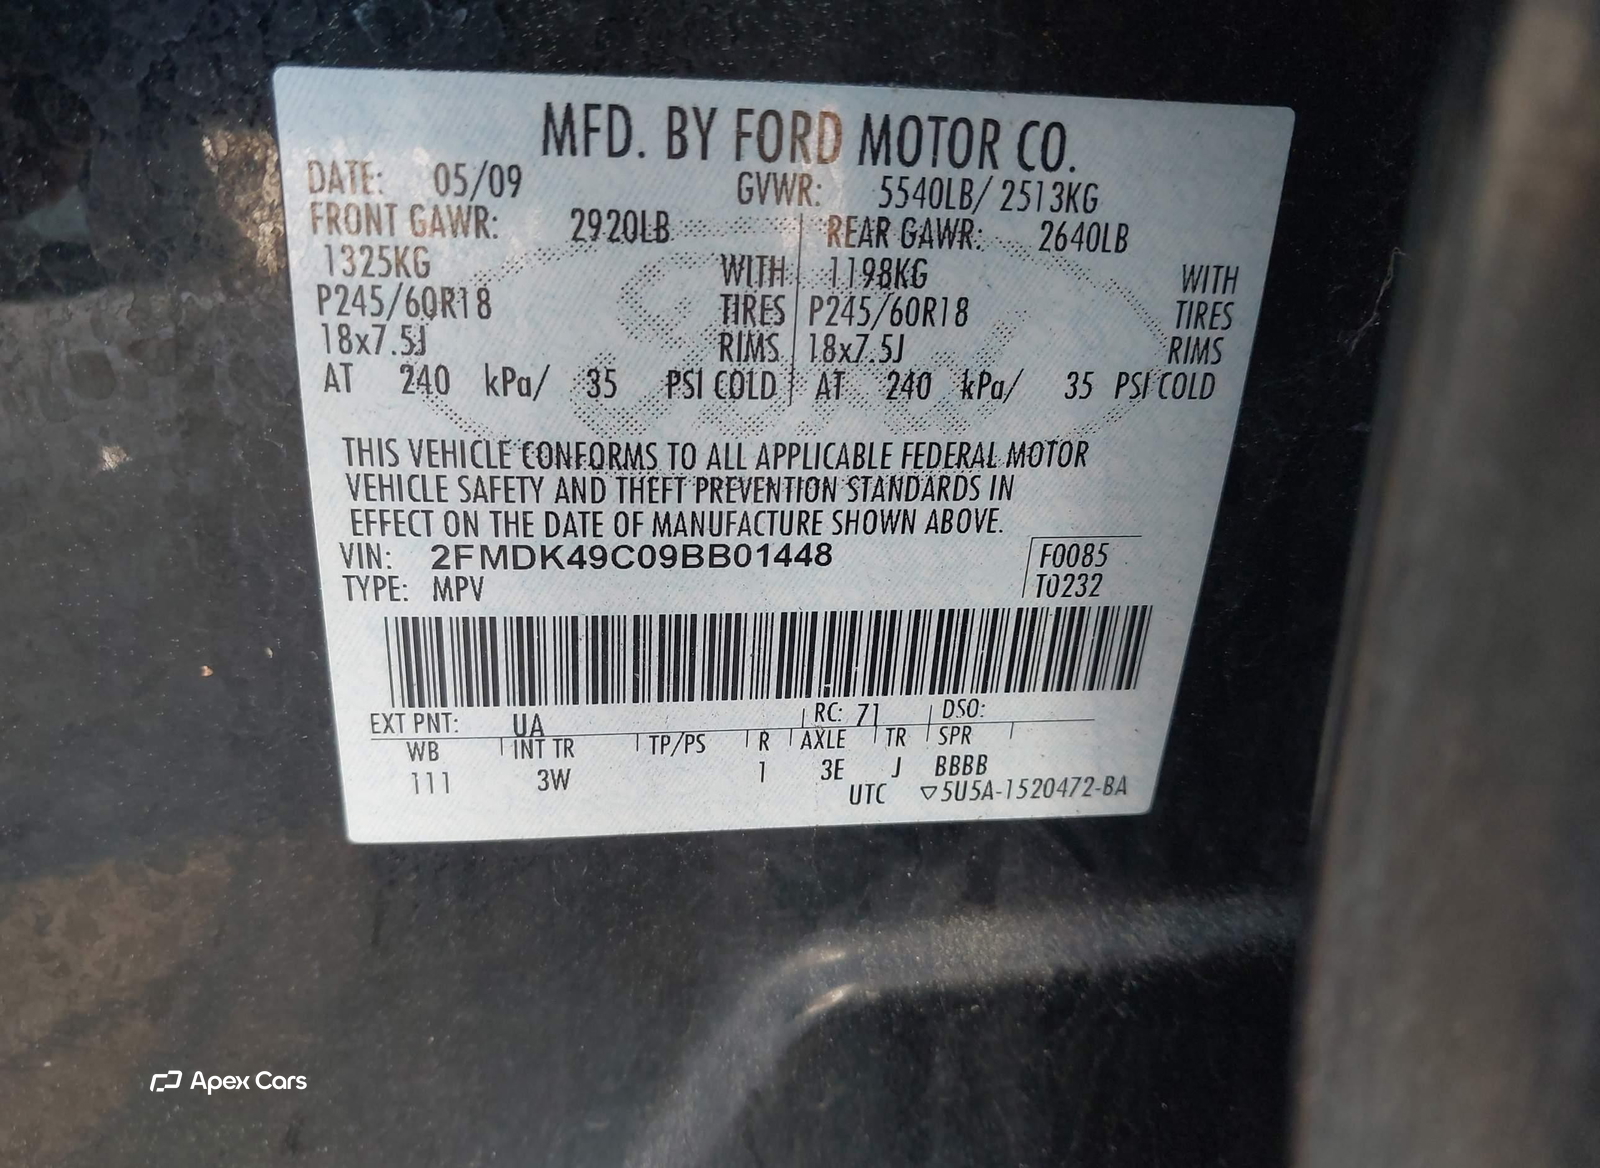 MFD. BY FORD MOTOR CO.
DATE: 05/09 GVWR: 5540LB/ 2513KG
FRONT GAWR: 2920LB REAR GAWR: 2640LB
1325KG WITH 1198KG WITH
P245/60R18 TIRES P245/60R18 TIRES
18x7.5J RIMS 18x7.5J RIMS
AT 240 kPa/ 35 PSI COLD AT 240 kPa/ 35 PSI COLD
THIS VEHICLE CONFORMS TO ALL APPLICABLE FEDERAL MOTOR
VEHICLE SAFETY AND THEFT PREVENTION STANDARDS IN
EFFECT ON THE DATE OF MANUFACTURE SHOWN ABOVE.
VIN: 2FMDK49C09BB01448 F0085
TYPE: MPV T0232
EXT PNT: UA RC: 71 DSO:
WB INT TR TP/PS R AXLE TR SPR
111 3W 1 3E J BBBB
UTC ▽5U5A-1520472-BA
Apex Cars